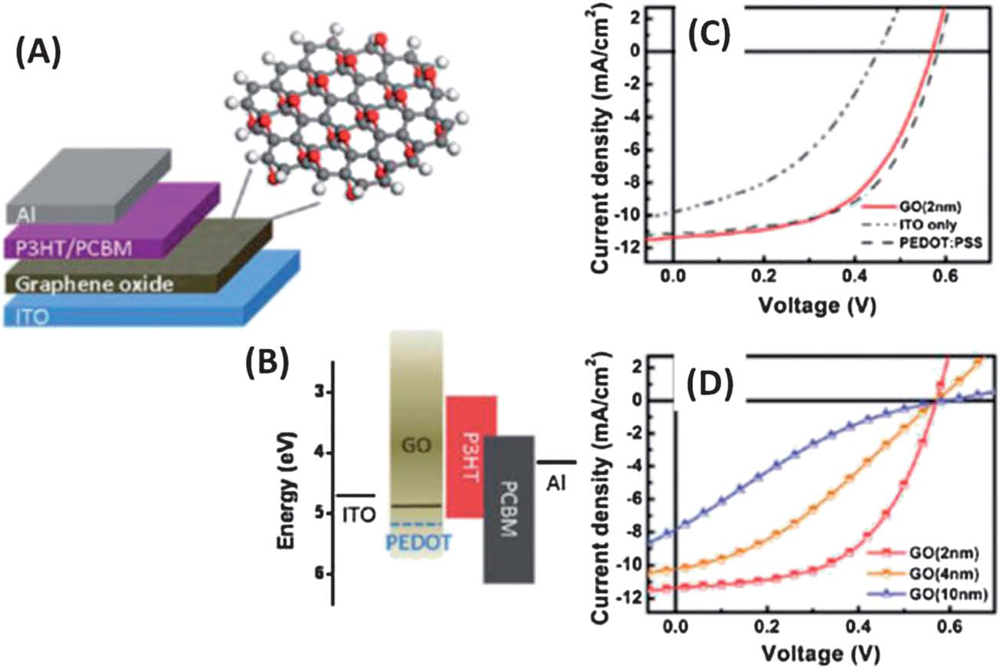 (A)
Al
P3HT/PCBM
Graphene oxide
ITO
(B)
Energy (eV)
3
4
5
6
ITO
GO
PEDOT
P3HT
PCBM
Al
(C)
Current density (mA/cm²)
2
0
-2
-4
-6
-8
-10
-12
GO(2nm)
ITO only
PEDOT:PSS
0.0 0.2 0.4 0.6
Voltage (V)
(D)
Current density (mA/cm²)
2
0
-2
-4
-6
-8
-10
-12
GO(2nm)
GO(4nm)
GO(10nm)
0.0 0.2 0.4 0.6
Voltage (V)